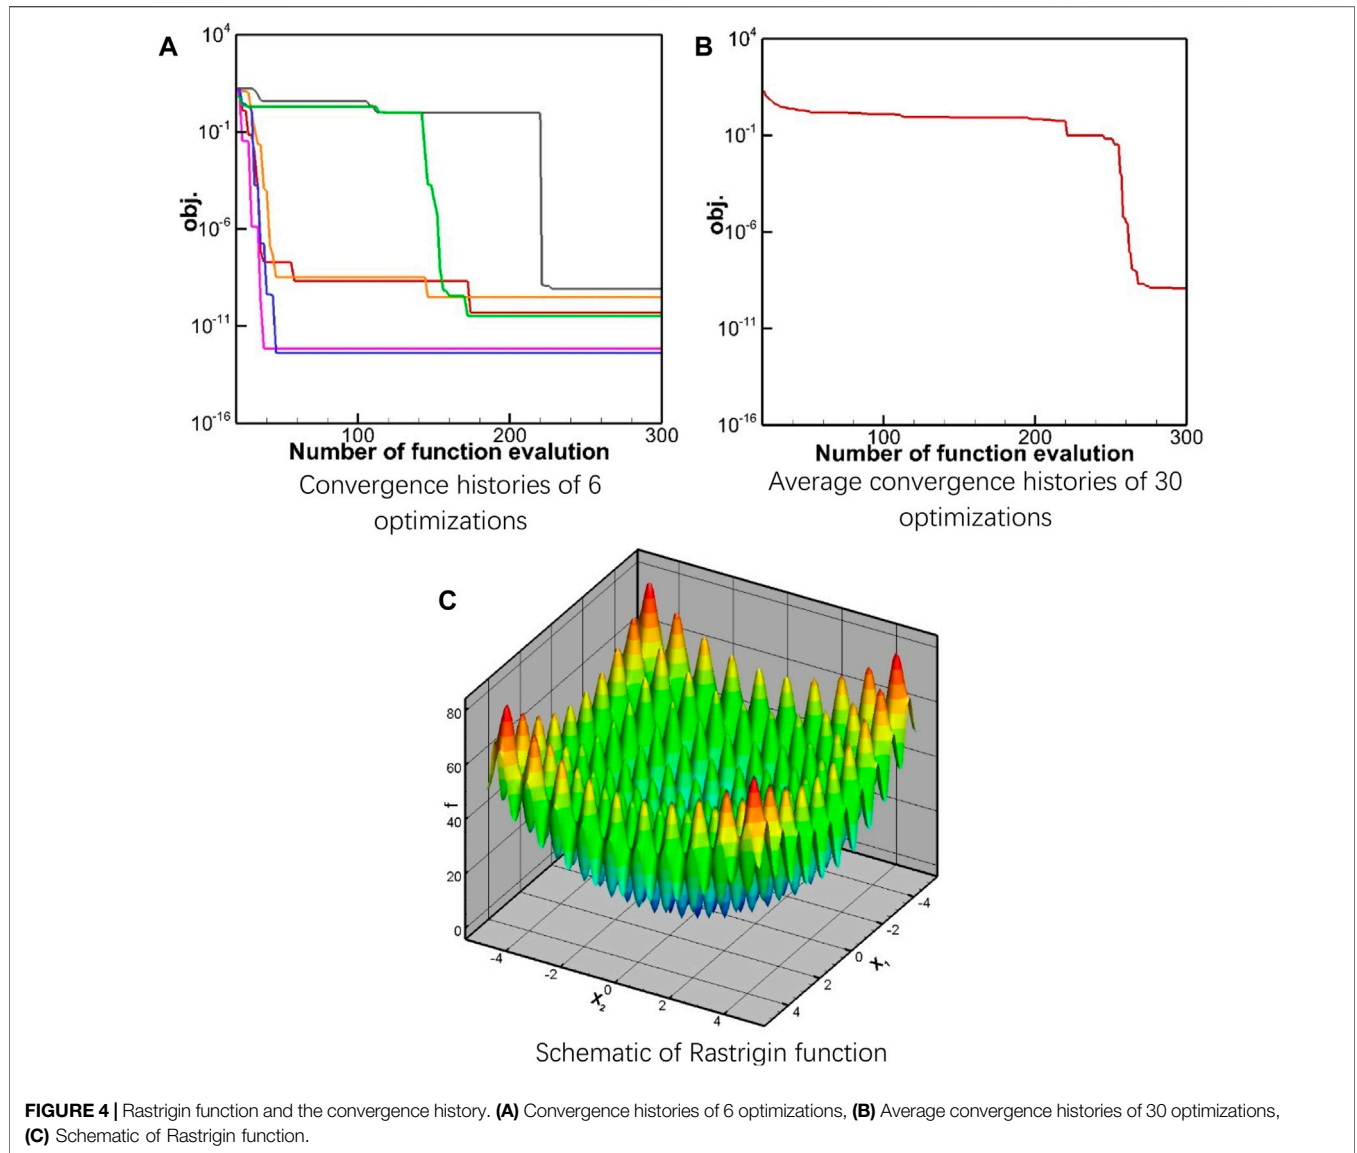 A
10^4
10^-1
obj.
10^-6
10^-11
10^-16
100
200
300
Number of function evalution
Convergence histories of 6
optimizations
B
10^4
10^-1
obj.
10^-6
10^-11
10^-16
100
200
300
Number of function evalution
Average convergence histories of 30
optimizations
C
80
60
f
40
20
0
-4
-2
0
2
4
X_2
-4
-2
0
2
4
X_1
Schematic of Rastrigin function
FIGURE 4 | Rastrigin function and the convergence history. (A) Convergence histories of 6 optimizations, (B) Average convergence histories of 30 optimizations,
(C) Schematic of Rastrigin function.